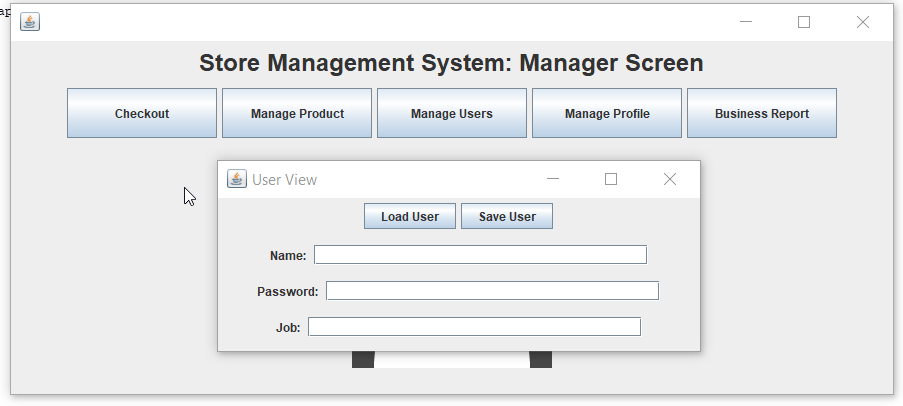 ap
Store Management System: Manager Screen
Checkout Manage Product Manage Users Manage Profile Business Report
User View
Load User Save User
Name:
Password:
Job: